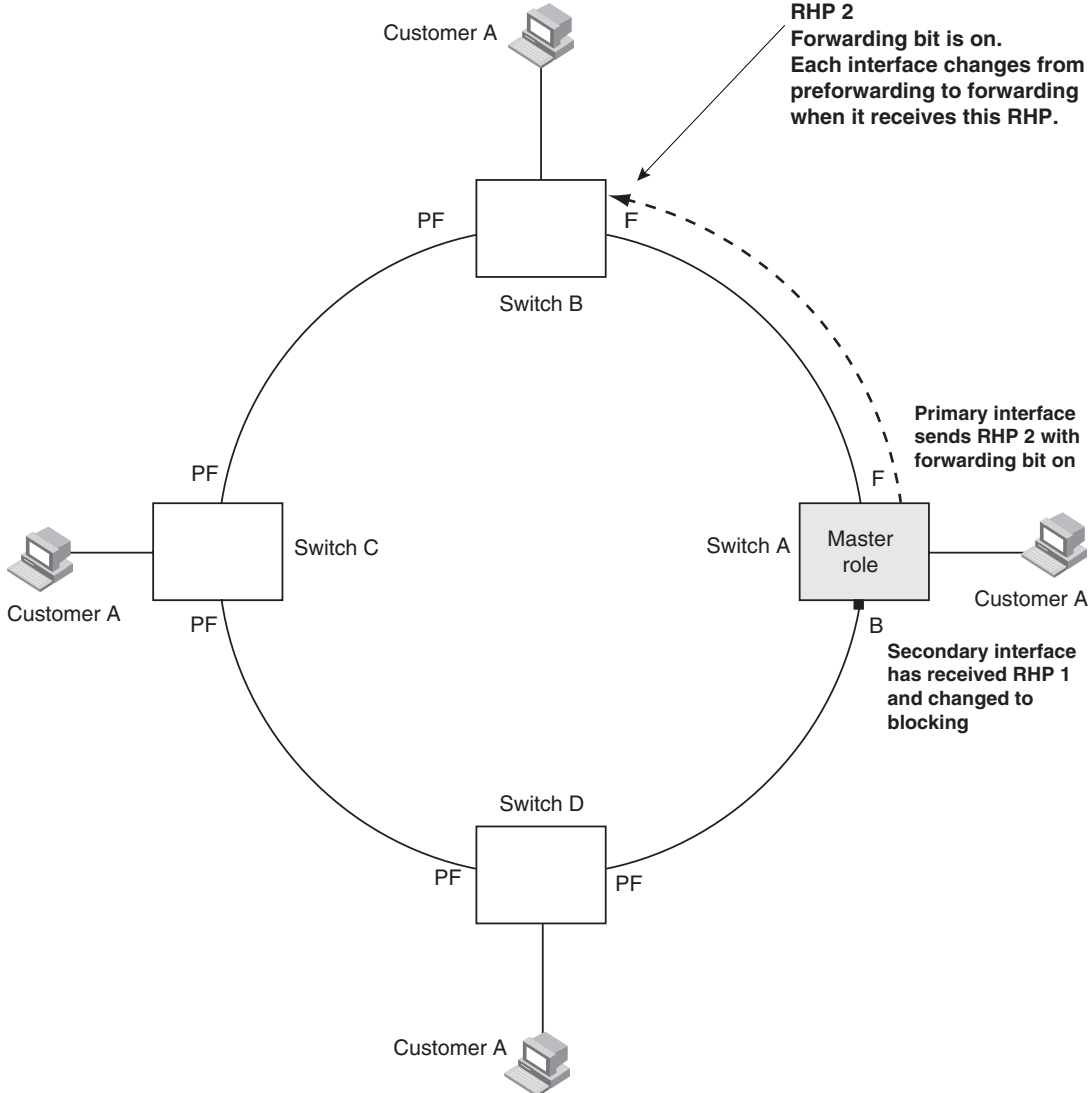 Customer A
RHP 2
Forwarding bit is on.
Each interface changes from
preforwarding to forwarding
when it receives this RHP.
PF
F
Switch B
Primary interface
sends RHP 2 with
forwarding bit on
PF
F
Switch C
Switch A
Master
role
Customer A
Customer A
PF
B
Secondary interface
has received RHP 1
and changed to
blocking
Switch D
PF
PF
Customer A